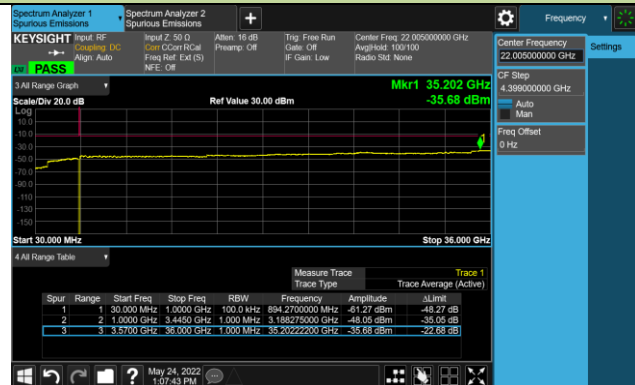 Spectrum Analyzer 1
Spurious Emissions
Spectrum Analyzer 2
Spurious Emissions
Frequency
KEYSIGHT
Input: RF
Coupling: DC
Align: Auto
Input Z: 50 Ω
Corr CCorr RCal
Freq Ref: Ext (S)
NFE: Off
Atten: 16 dB
Preamp: Off
Trig: Free Run
Gate: Off
IF Gain: Low
Center Freq: 22.005000000 GHz
Avg|Hold: 100/100
Radio Std: None
PASS
Center Frequency
22.005000000 GHz
Settings
CF Step
4.399000000 GHz
Auto
Man
Freq Offset
0 Hz
3 All Range Graph
Mkr1 35.202 GHz
Scale/Div 20.0 dB
Ref Value 30.00 dBm
-35.68 dBm
Log
10.0
-10.0
-30.0
-50.0
-70.0
-90.0
-110
-130
-150
1
Start 30.000 MHz
Stop 36.000 GHz
4 All Range Table
Measure Trace Trace 1
Trace Type Trace Average (Active)
Spur Range Start Freq Stop Freq RBW Frequency Amplitude ΔLimit
1 1 30.000 MHz 1.0000 GHz 100.0 kHz 894.2700000 MHz -61.27 dBm -48.27 dB
2 2 1.0000 GHz 3.4450 GHz 1.000 MHz 3.188275000 GHz -48.05 dBm -35.05 dB
3 3 3.5700 GHz 36.000 GHz 1.000 MHz 35.20222200 GHz -35.68 dBm -22.68 dB
May 24, 2022
1:07:43 PM